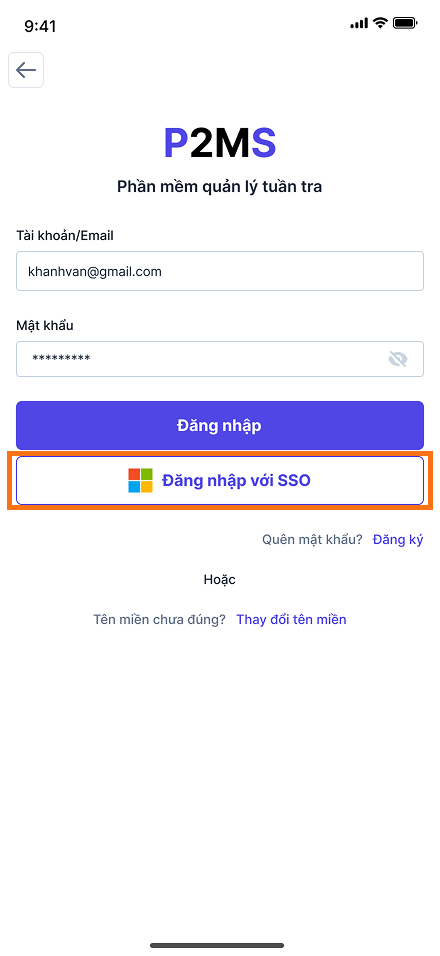 9:41
P2MS
Phần mềm quản lý tuần tra
Tài khoản/Email
khanhvan@gmail.com
Mật khẩu
*********
Đăng nhập
Đăng nhập với SSO
Quên mật khẩu? Đăng ký
Hoặc
Tên miền chưa đúng? Thay đổi tên miền